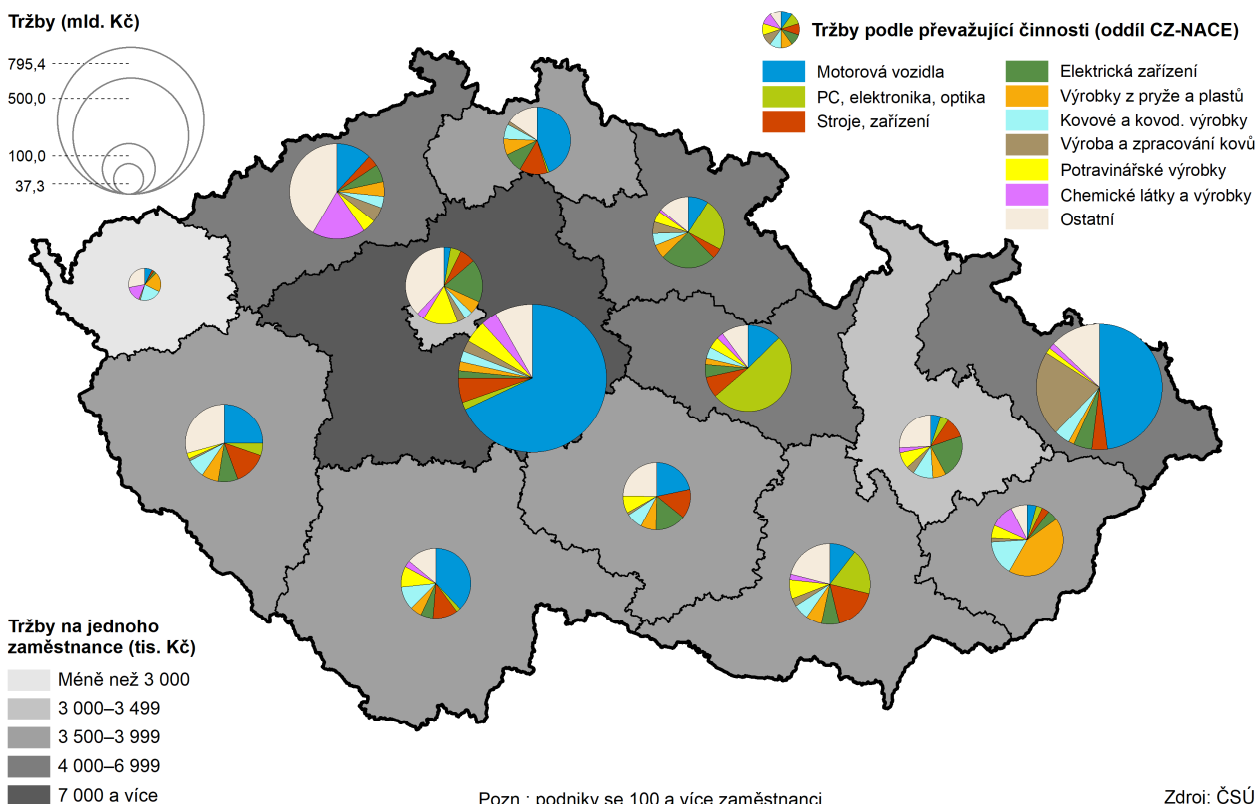 Tržby (mld. Kč)
795,4
500,0
100,0
37,3
Tržby podle převažující činnosti (oddíl CZ-NACE)
Motorová vozidla
PC, elektronika, optika
Stroje, zařízení
Elektrická zařízení
Výrobky z pryže a plastů
Kovové a kovod. výrobky
Výroba a zpracování kovů
Potravinářské výrobky
Chemické látky a výrobky
Ostatní
Tržby na jednoho
zaměstnance (tis. Kč)
Méně než 3 000
3 000–3 499
3 500–3 999
4 000–6 999
7 000 a více
Pozn.: podniky se 100 a více zaměstnanci
Zdroj: ČSÚ